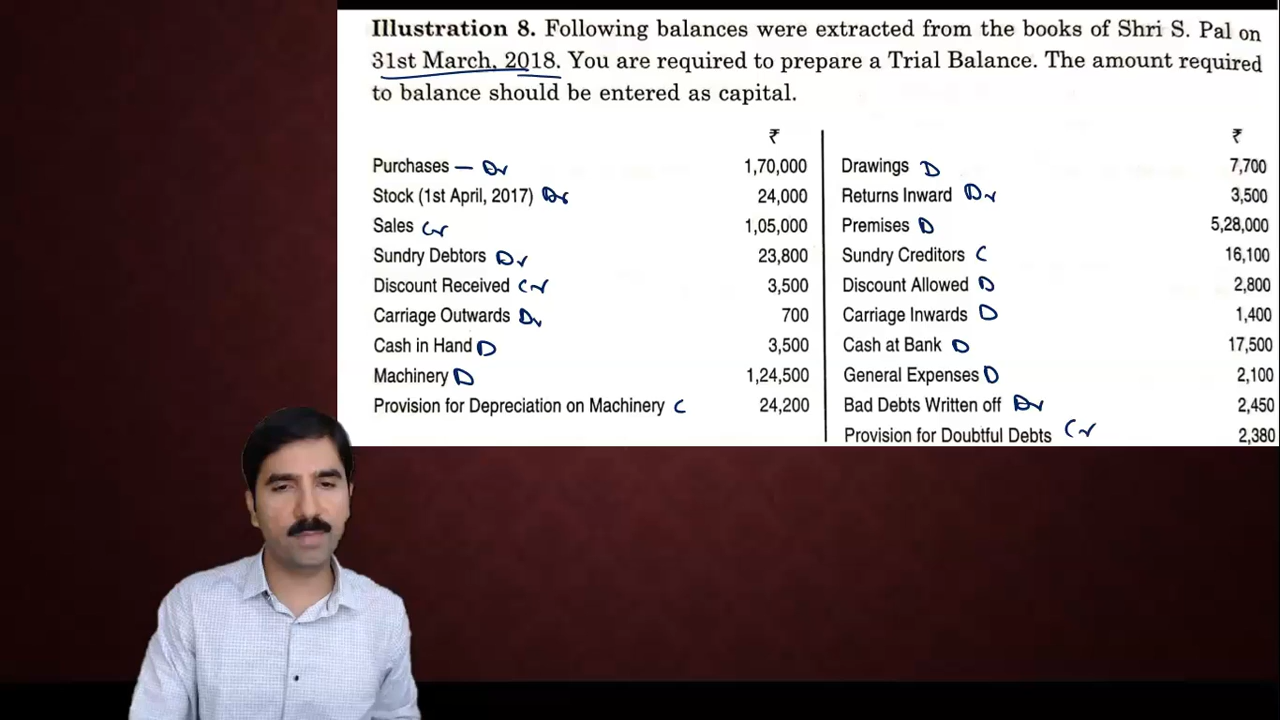 Illustration 8. Following balances were extracted from the books of Shri S. Pal on
31st March, 2018. You are required to prepare a Trial Balance. The amount required
to balance should be entered as capital.
₹ ₹
Purchases — Dr 1,70,000 Drawings D 7,700
Stock (1st April, 2017) Dr 24,000 Returns Inward Dr 3,500
Sales Cr 1,05,000 Premises D 5,28,000
Sundry Debtors Dr 23,800 Sundry Creditors C 16,100
Discount Received Cr 3,500 Discount Allowed D 2,800
Carriage Outwards Dr 700 Carriage Inwards D 1,400
Cash in Hand D 3,500 Cash at Bank D 17,500
Machinery D 1,24,500 General Expenses D 2,100
Provision for Depreciation on Machinery C 24,200 Bad Debts Written off Dr 2,450
Provision for Doubtful Debts Cr 2,380